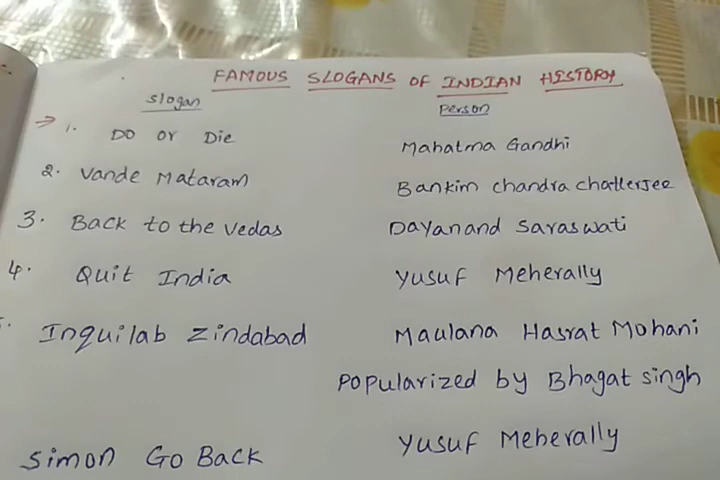 FAMOUS SLOGANS OF INDIAN HISTORY
Slogan Person
→ 1. DO or Die Mahatma Gandhi
2. Vande Mataram Bankim Chandra Chatterjee
3. Back to the Vedas Dayanand Saraswati
4. Quit India Yusuf Meherally
5. Inquilab Zindabad Maulana Hasrat Mohani
Popularized by Bhagat Singh
Simon Go Back Yusuf Meherally